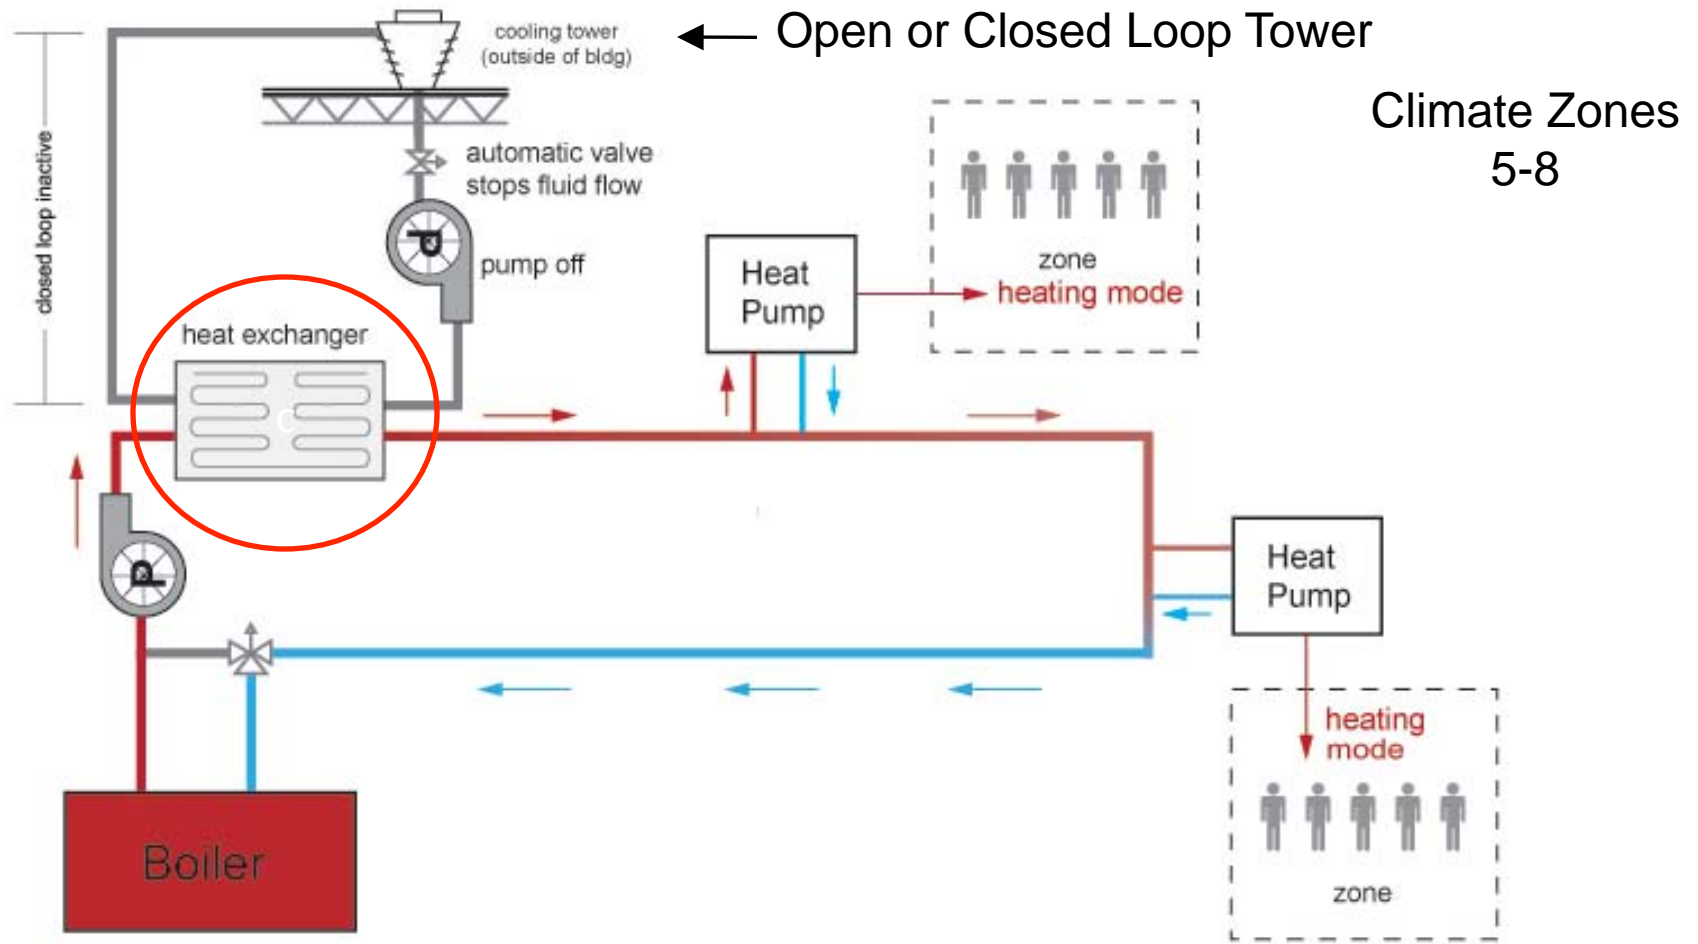 cooling tower
(outside of bldg)
Open or Closed Loop Tower
Climate Zones
5-8
closed loop inactive
automatic valve
stops fluid flow
P
pump off
zone
heating mode
Heat
Pump
heat exchanger
C
P
Heat
Pump
heating
mode
zone
Boiler